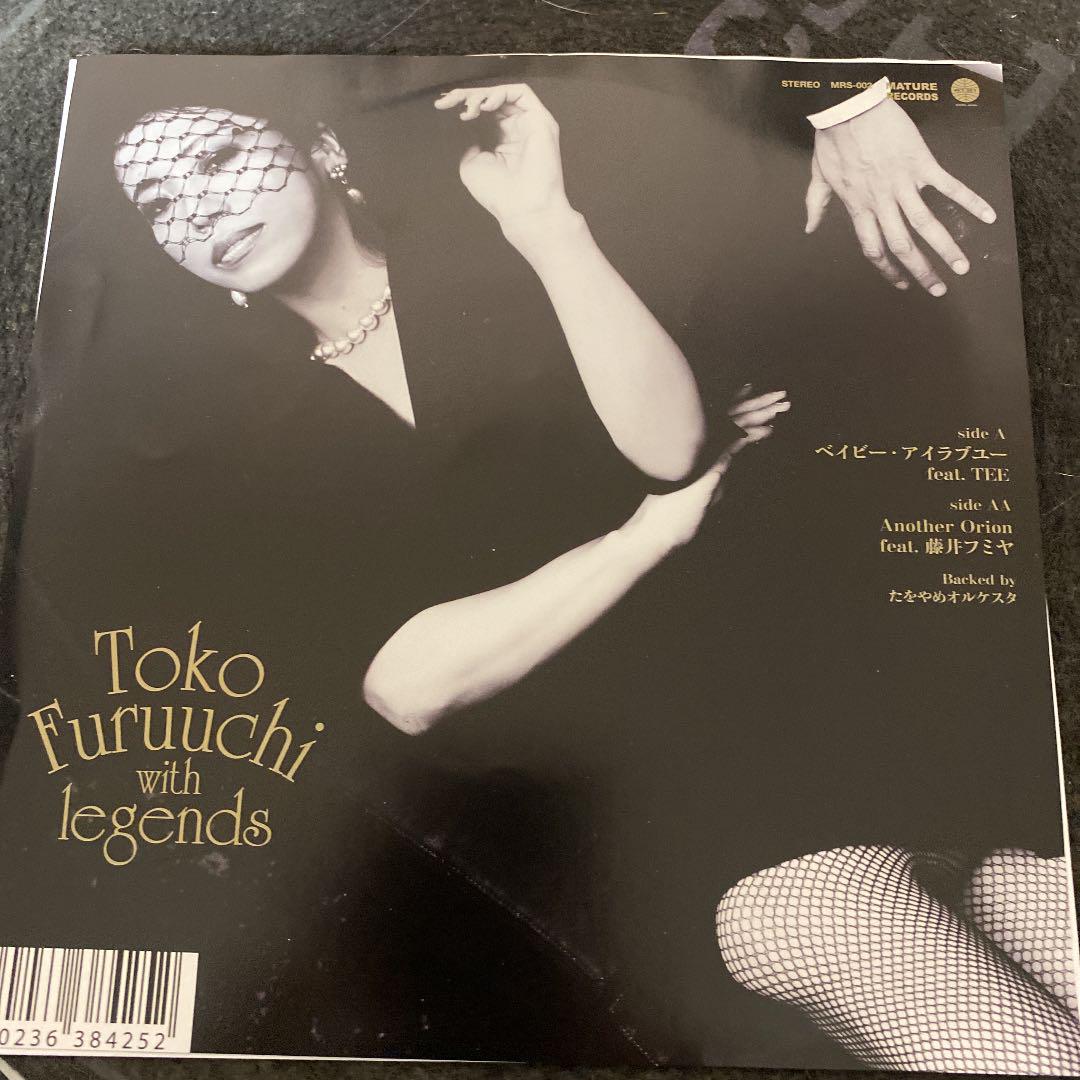 STEREO MRS-002 MATURE
RECORDS
side A
ベイビー・アイラブユー
feat. TEE
side AA
Another Orion
feat. 藤井フミヤ
Backed by
たをやめオルケスタ
Toko
Furuuchi
with
legends
0236 384252